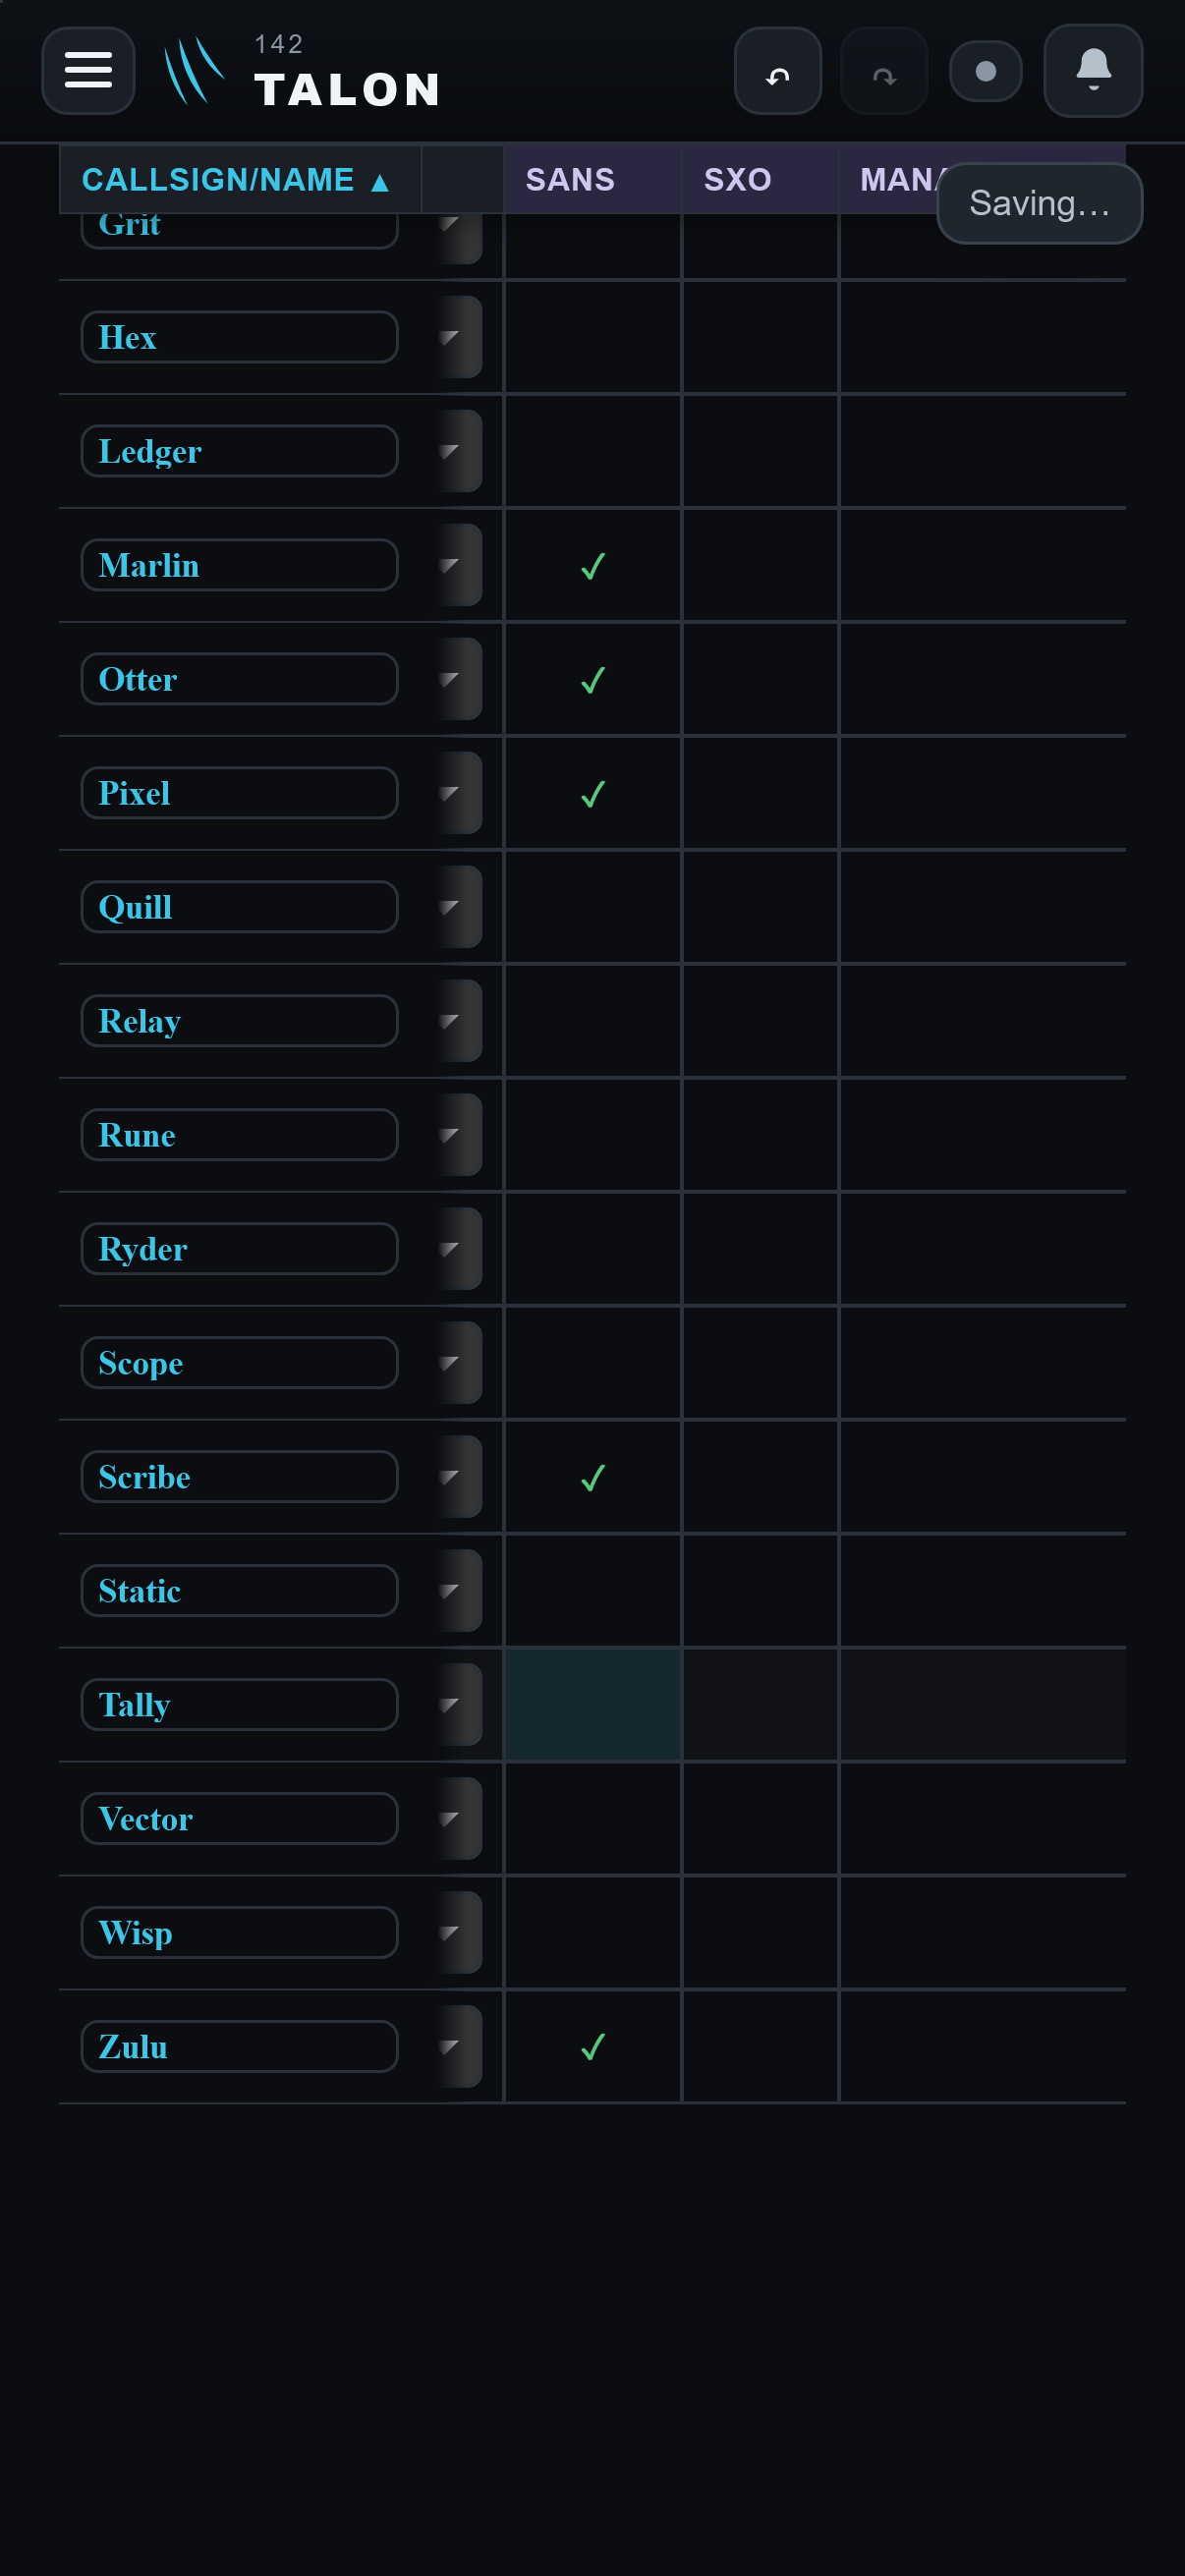 142
TALON
CALLSIGN/NAME ▲ SANS SXO
Saving…
Grit
Hex
Ledger
Marlin ✓
Otter ✓
Pixel ✓
Quill
Relay
Rune
Ryder
Scope
Scribe ✓
Static
Tally
Vector
Wisp
Zulu ✓